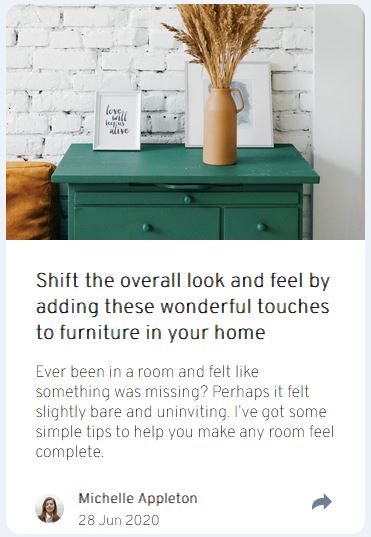 love
will
keep us
alive
Shift the overall look and feel by
adding these wonderful touches
to furniture in your home
Ever been in a room and felt like
something was missing? Perhaps it felt
slightly bare and uninviting. I've got some
simple tips to help you make any room feel
complete.
Michelle Appleton
28 Jun 2020